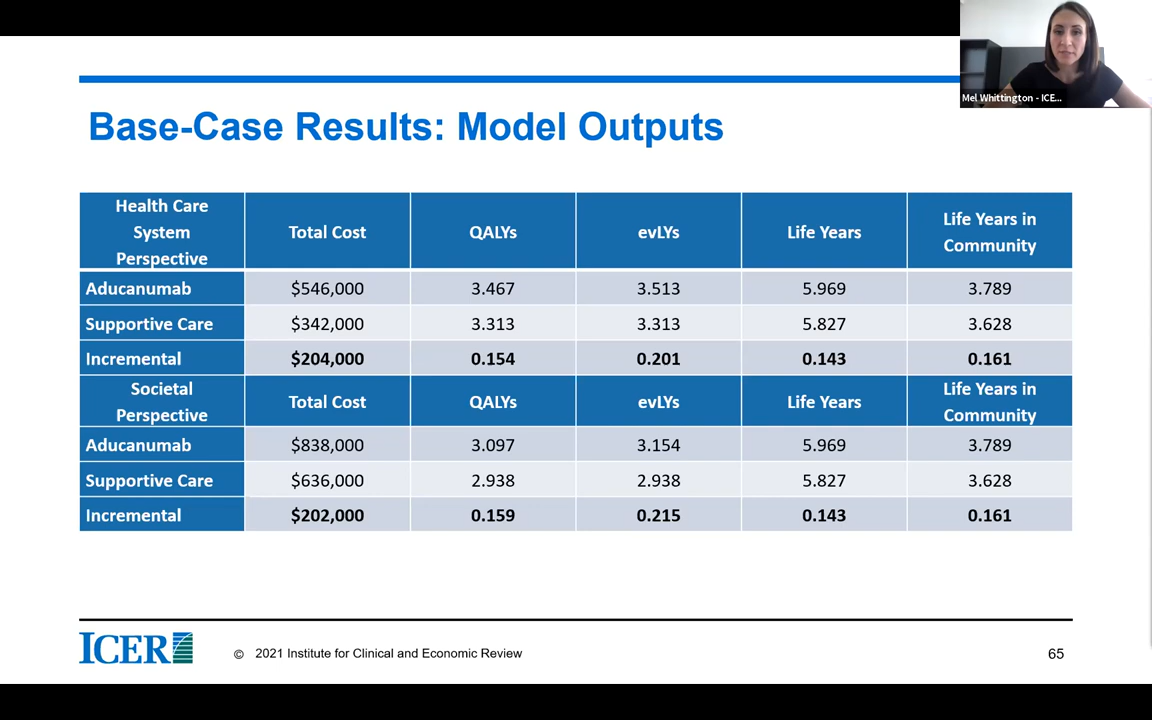 Mel Whittington - ICE...
Base-Case Results: Model Outputs
Health Care
System
Perspective
Total Cost
QALYs
evLYs
Life Years
Life Years in
Community
Aducanumab $546,000 3.467 3.513 5.969 3.789
Supportive Care $342,000 3.313 3.313 5.827 3.628
Incremental $204,000 0.154 0.201 0.143 0.161
Societal
Perspective
Total Cost
QALYs
evLYs
Life Years
Life Years in
Community
Aducanumab $838,000 3.097 3.154 5.969 3.789
Supportive Care $636,000 2.938 2.938 5.827 3.628
Incremental $202,000 0.159 0.215 0.143 0.161
ICER
© 2021 Institute for Clinical and Economic Review
65